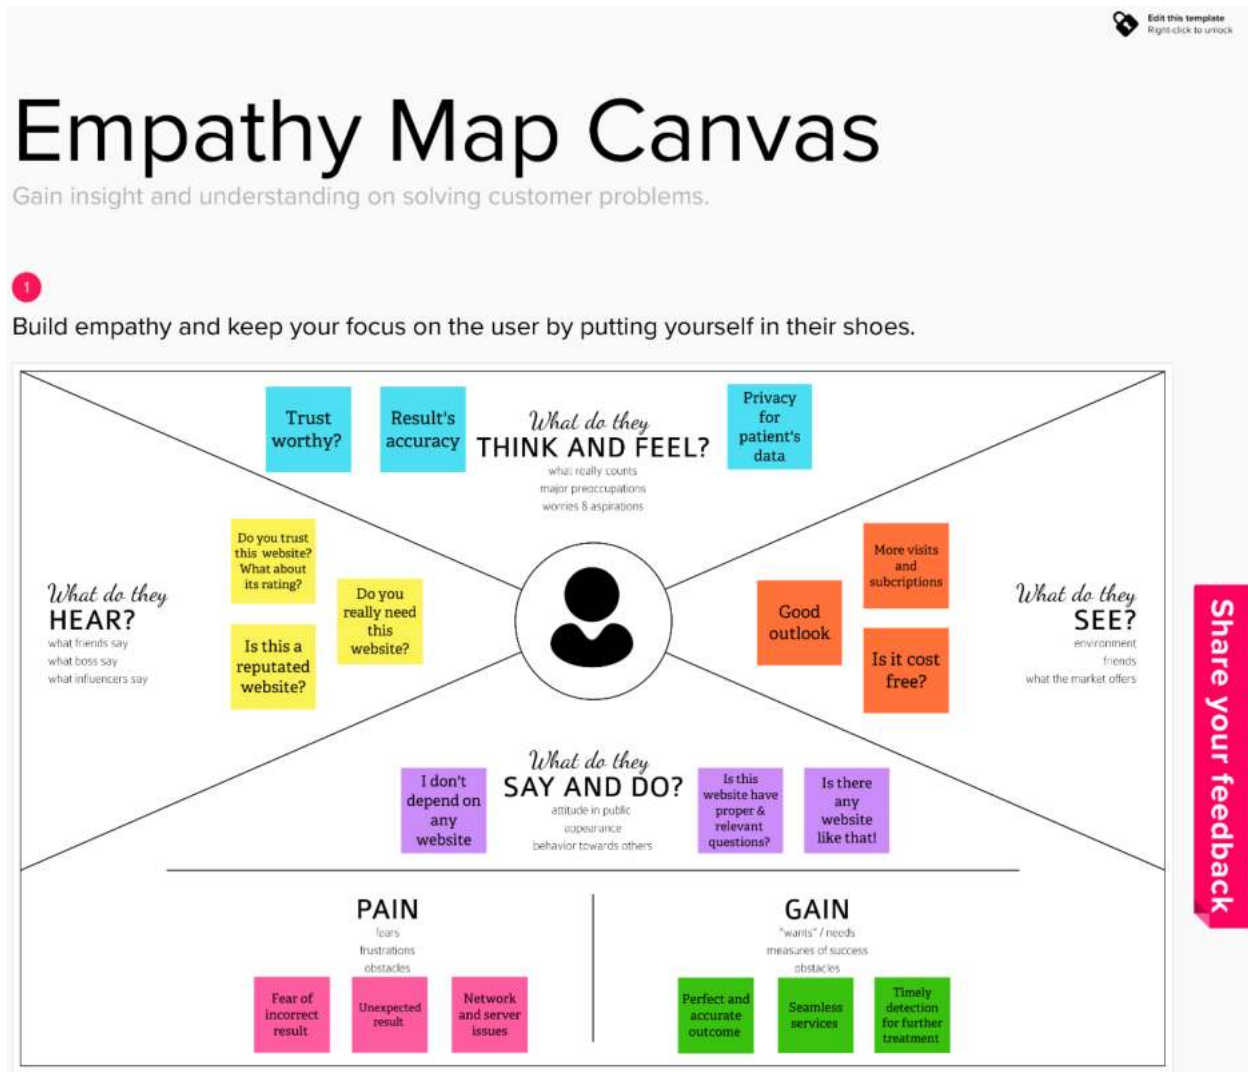 Edit this template
Right-click to unlock
Empathy Map Canvas
Gain insight and understanding on solving customer problems.
1
Build empathy and keep your focus on the user by putting yourself in their shoes.
Trust
worthy?
Result's
accuracy
What do they
THINK AND FEEL?
what really counts
major preoccupations
worries & aspirations
Privacy
for
patient's
data
What do they
HEAR?
what friends say
what boss say
what influencers say
Do you trust
this website?
What about
its rating?
Do you
really need
this
website?
Is this a
reputated
website?
More visits
and
subcriptions
Good
outlook
Is it cost
free?
What do they
SEE?
environment
friends
what the market offers
What do they
SAY AND DO?
attitude in public
appearance
behavior towards others
I don't
depend on
any
website
Is this
website have
proper &
relevant
questions?
Is there
any
website
like that!
PAIN
fears
frustrations
obstacles
Fear of
incorrect
result
Unexpected
result
Network
and server
issues
GAIN
"wants" / needs
measures of success
obstacles
Perfect and
accurate
outcome
Seamless
services
Timely
detection
for further
treatment
Share your feedback